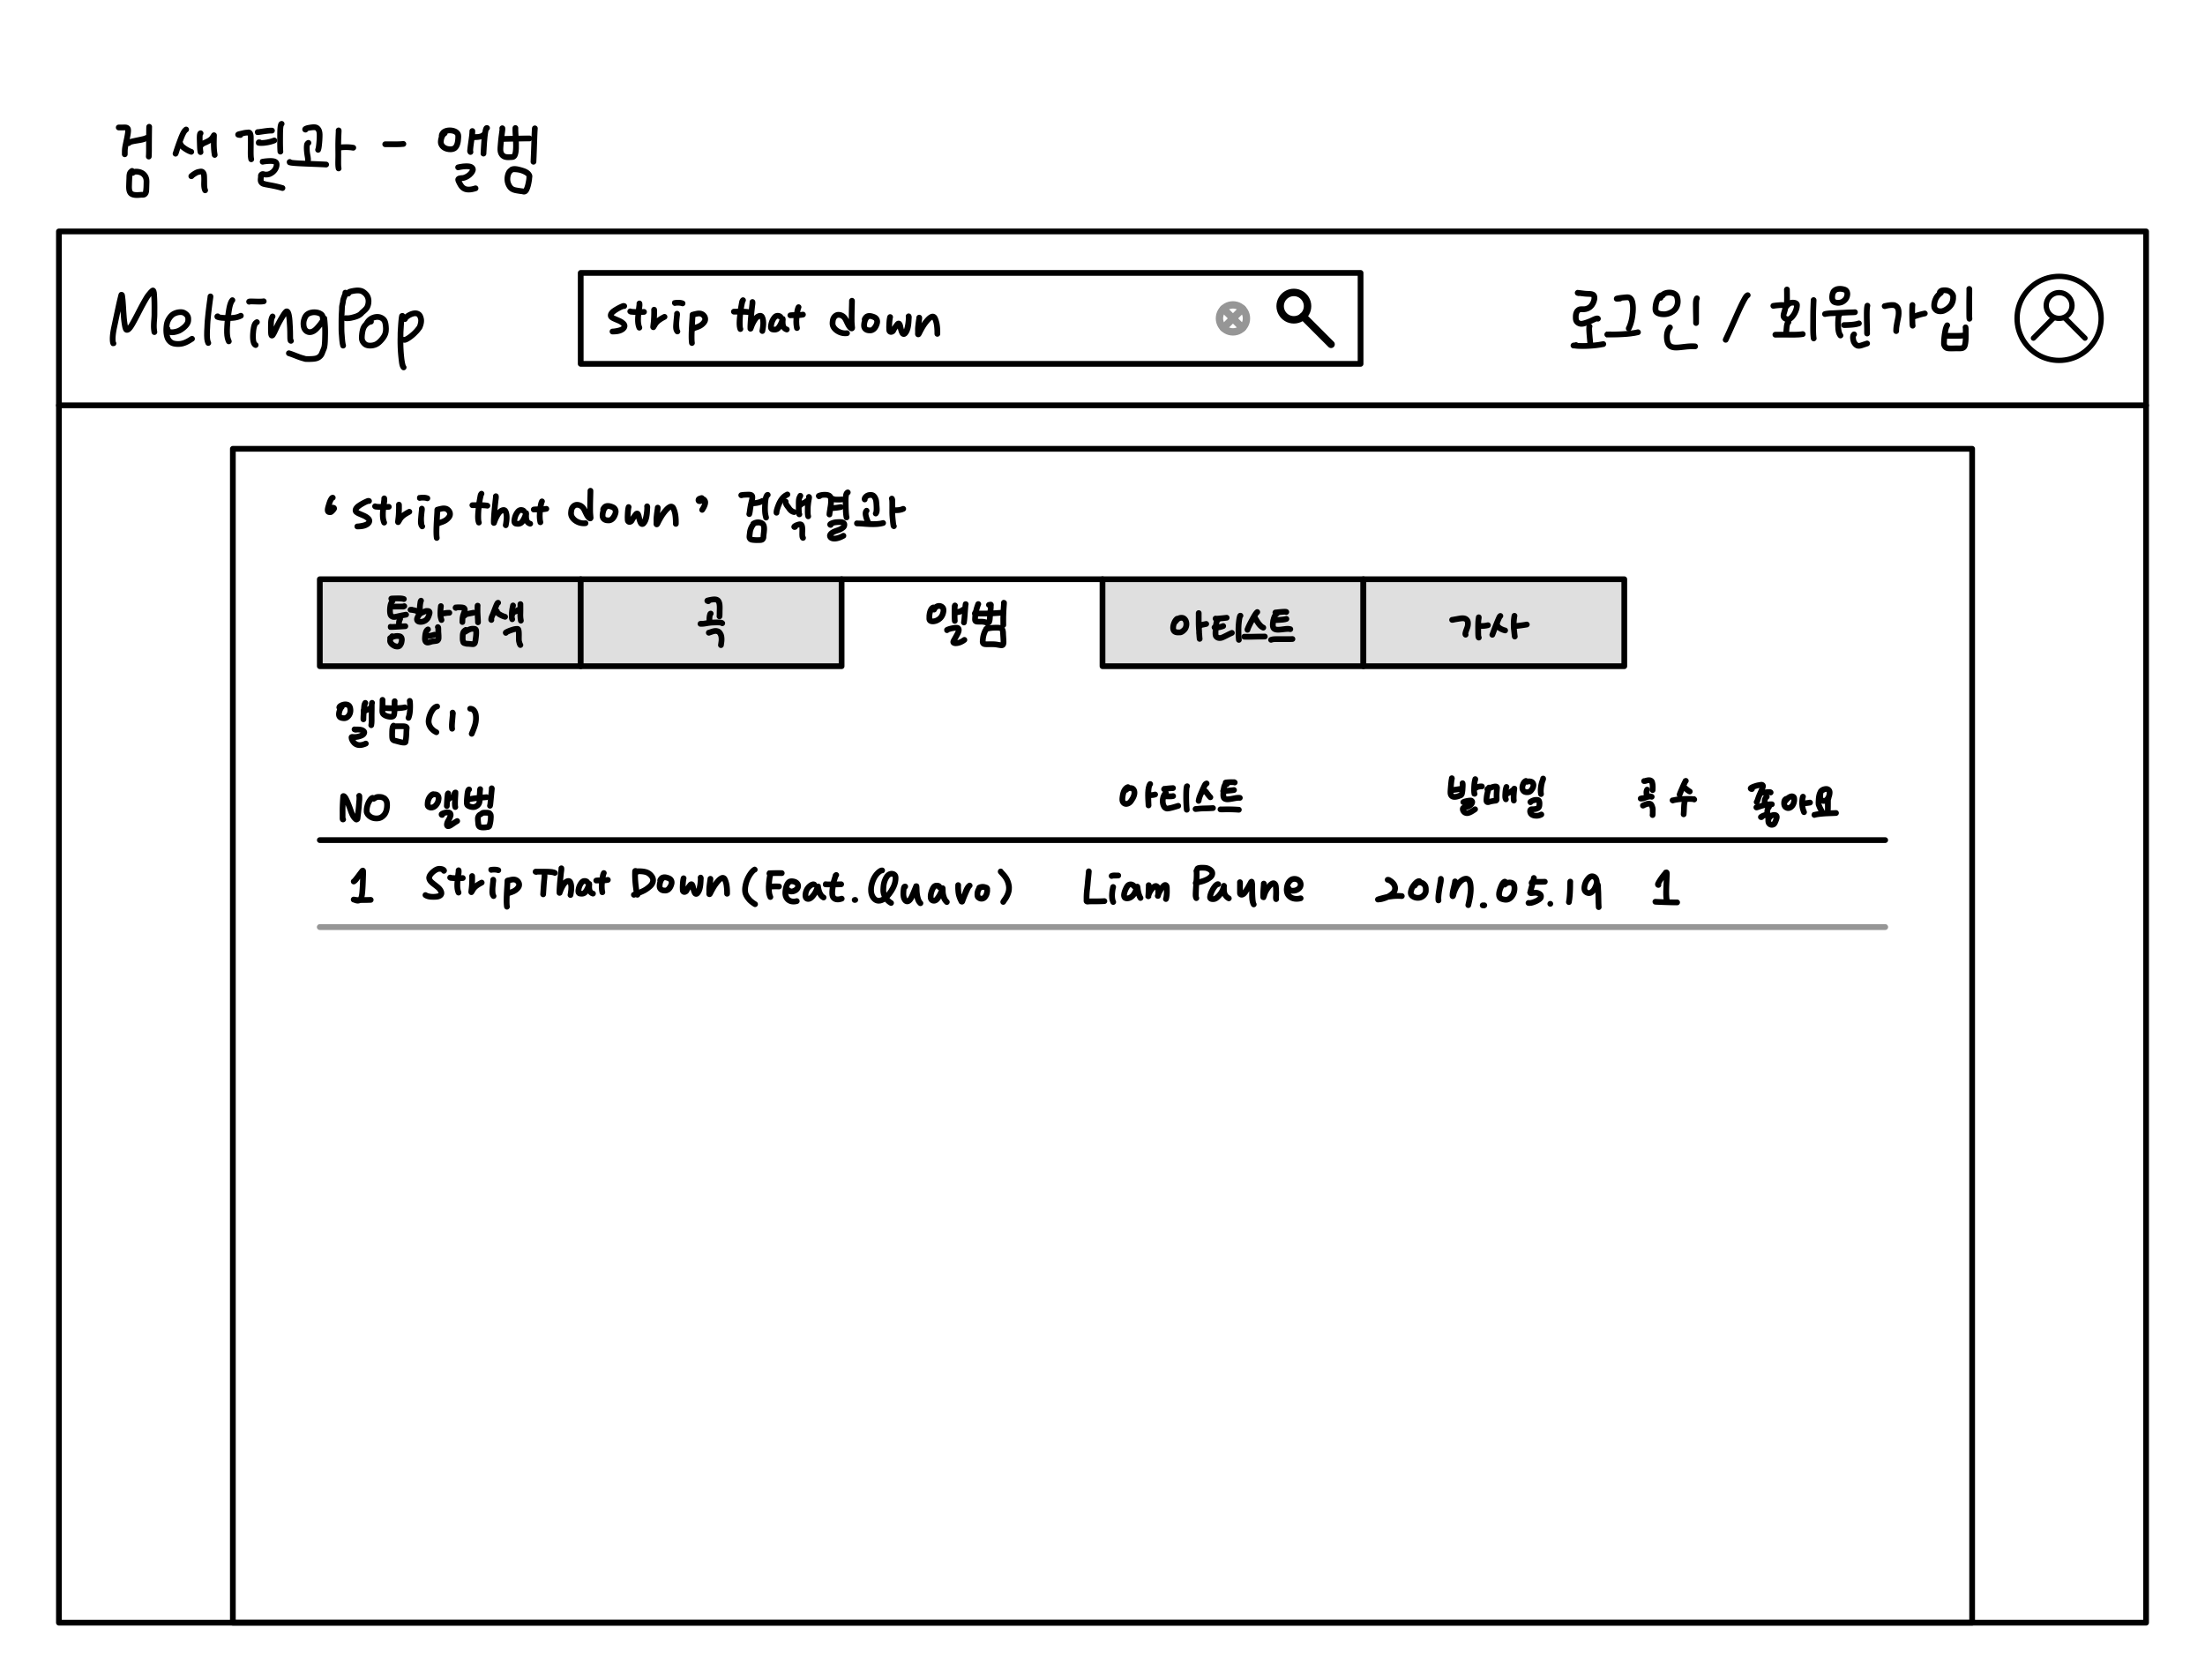 검색결과 - 앨범
MeltingPop strip that down 로그인 / 회원가입
‘strip that down’ 검색결과
통합검색 곡 앨범 아티스트 가사
앨범 (1)
NO 앨범 아티스트 발매일 곡 수 좋아요
1 Strip That Down (Feat. Quavo) Liam Payne 2017.05.19 1